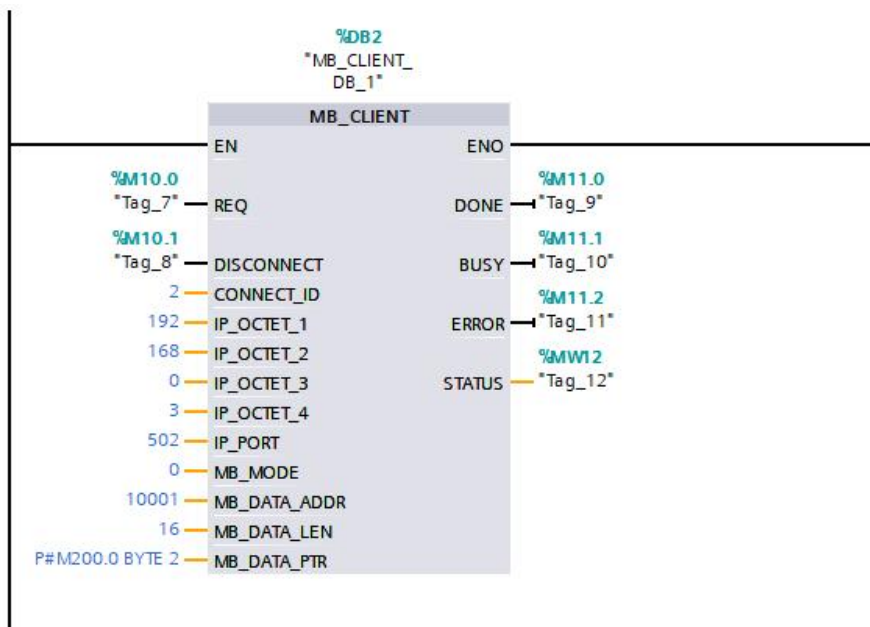 %DB2
"MB_CLIENT_
DB_1"
MB_CLIENT
EN ENO
%M10.0 %M11.0
"Tag_7" REQ DONE "Tag_9"
%M10.1 %M11.1
"Tag_8" DISCONNECT BUSY "Tag_10"
2 CONNECT_ID %M11.2
192 IP_OCTET_1 ERROR "Tag_11"
168 IP_OCTET_2 %MW12
0 IP_OCTET_3 STATUS "Tag_12"
3 IP_OCTET_4
502 IP_PORT
0 MB_MODE
10001 MB_DATA_ADDR
16 MB_DATA_LEN
P#M200.0 BYTE 2 MB_DATA_PTR